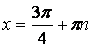 x = 3π/4 + πn